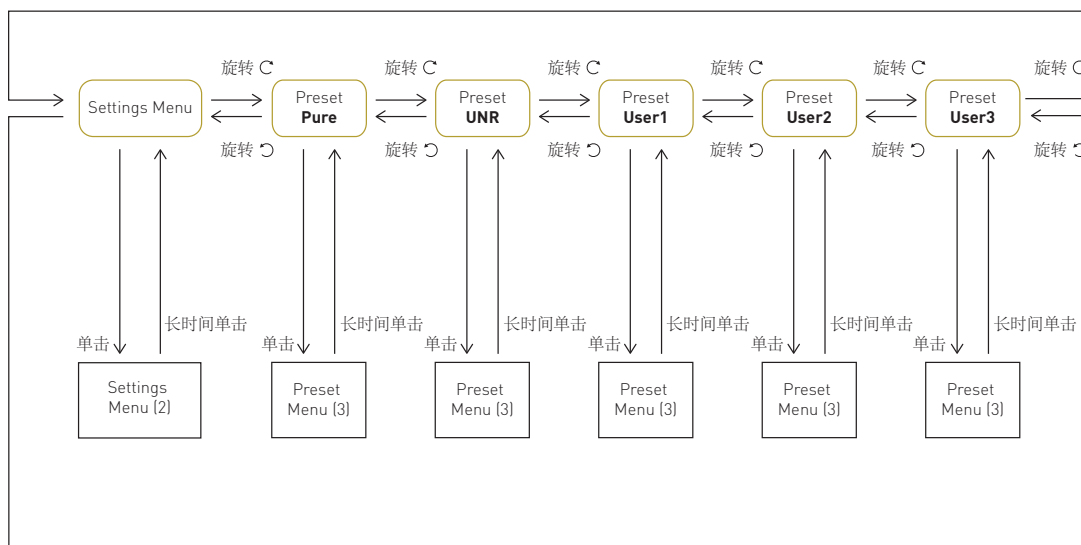 旋转 旋转 旋转 旋转 旋转 旋转
Settings Menu
Preset
Pure
Preset
UNR
Preset
User1
Preset
User2
Preset
User3
旋转 旋转 旋转 旋转 旋转 旋转
单击 长时间单击 单击 长时间单击 单击 长时间单击 单击 长时间单击 单击 长时间单击 单击 长时间单击
Settings
Menu (2)
Preset
Menu (3)
Preset
Menu (3)
Preset
Menu (3)
Preset
Menu (3)
Preset
Menu (3)